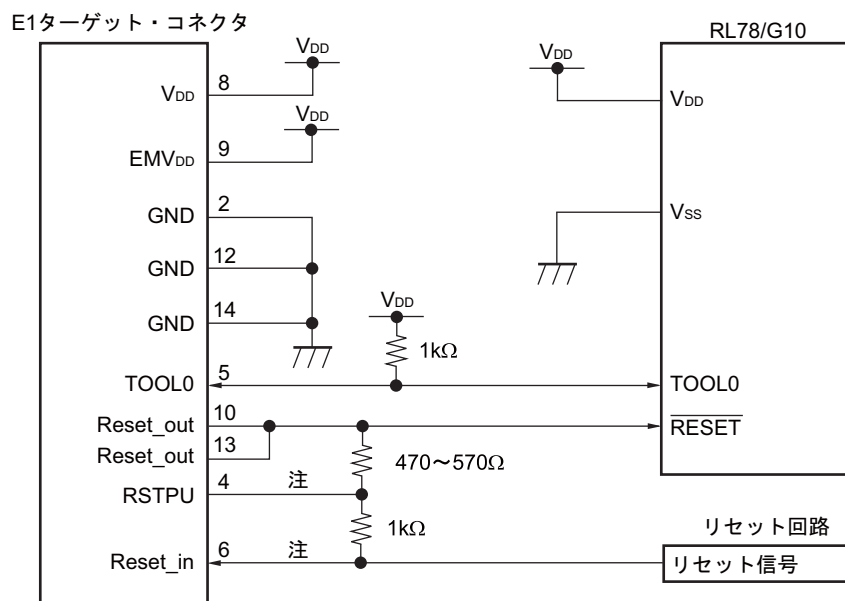 E1ターゲット・コネクタ
RL78/G10
VDD
VDD
VDD 8
VDD
VDD
EMVDD 9
GND 2
VSS
GND 12
GND 14
VDD
1kΩ
TOOL0 5
TOOL0
Reset_out 10
RESET
Reset_out 13
470～570Ω
RSTPU 4 注
1kΩ
リセット回路
Reset_in 6 注
リセット信号